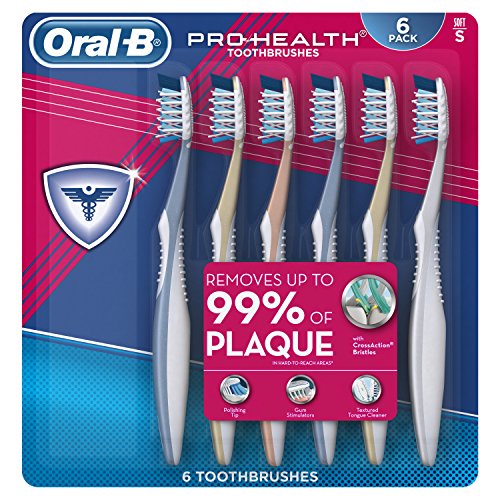 Oral-B
PRO-HEALTH®
TOOTHBRUSHES
6
PACK
SOFT
S
REMOVES UP TO
99% OF
PLAQUE
IN HARD-TO-REACH AREAS*
with
CrossAction®
Bristles
Polishing
Tip
Gum
Stimulators
Textured
Tongue Cleaner
6 TOOTHBRUSHES